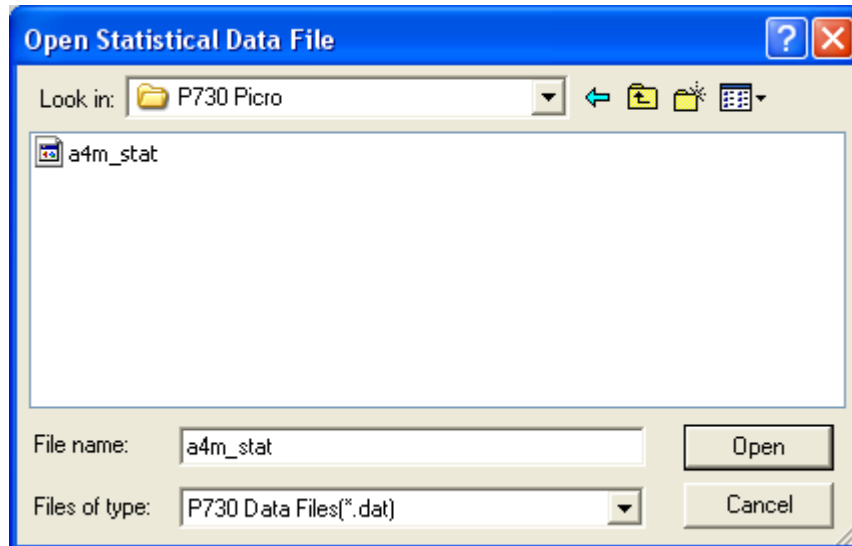 Open Statistical Data File
Look in: P730 Picro
a4m_stat
File name: a4m_stat Open
Files of type: P730 Data Files(*.dat) Cancel